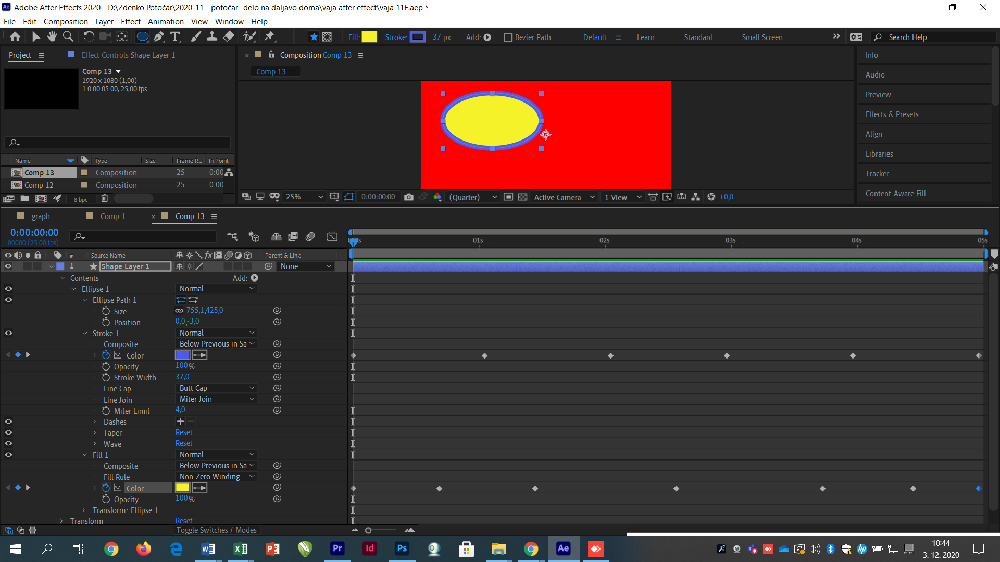 Adobe After Effects 2020 - D:\Zdenko Potočar\2020-11 - potočar- delo na daljavo doma\vaja after effect\vaja 11E.aep *
File Edit Composition Layer Effect Animation View Window Help
Fill: Stroke: 37 px Add: Bezier Path Default Learn Standard Small Screen Search Help
Project Effect Controls Shape Layer 1
Comp 13
1920 x 1080 (1,00)
1 0:00:05:00, 25,00 fps
Name Type Size Frame R... In Point
Comp 13 Composition 25 0:00
Comp 12 Composition 25 0:00
8 bpc
Composition Comp 13
Comp 13
25% 0:00:00:00 (Quarter) Active Camera 1 View +0,0
Info
Audio
Preview
Effects & Presets
Align
Libraries
Tracker
Content-Aware Fill
graph Comp 1 Comp 13
0:00:00:00
00000 (25.00 fps)
01s 02s 03s 04s 05s
# Source Name Parent & Link
1 Shape Layer 1 None
Contents Add:
Ellipse 1 Normal
Ellipse Path 1
Size 755,1,425,0
Position 0,0,-3,0
Stroke 1 Normal
Composite Below Previous in Sa
Color
Opacity 100%
Stroke Width 37,0
Line Cap Butt Cap
Line Join Miter Join
Miter Limit 4,0
Dashes
Taper Reset
Wave Reset
Fill 1 Normal
Composite Below Previous in Sa
Fill Rule Non-Zero Winding
Color
Opacity 100%
Transform: Ellipse 1
Transform Reset
Toggle Switches / Modes
Pr Id Ps Ae
10:44
3. 12. 2020